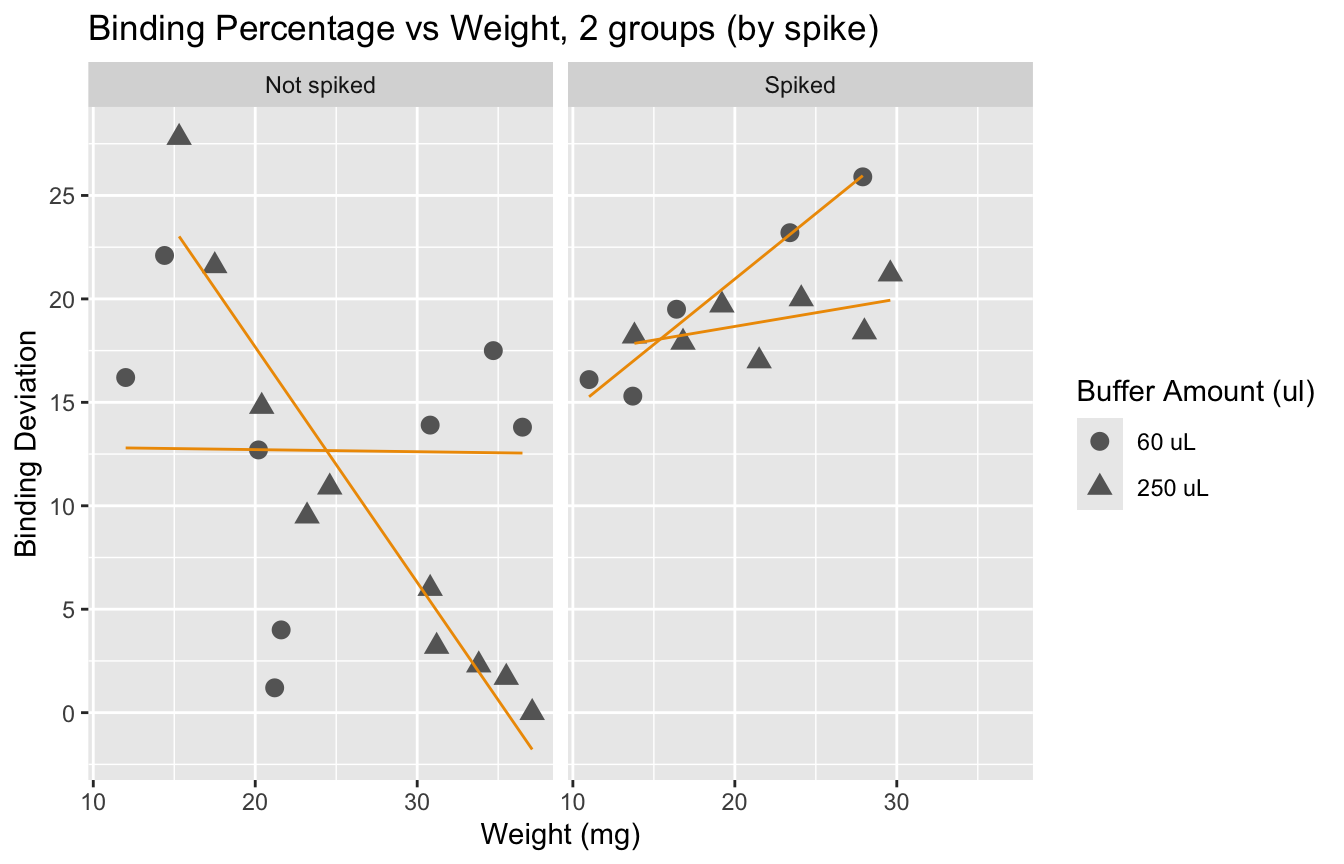 Binding Percentage vs Weight, 2 groups (by spike)
Not spiked
Spiked
Binding Deviation
25
20
15
10
5
0
10 20 30
10 20 30
Weight (mg)
Buffer Amount (ul)
60 uL
250 uL